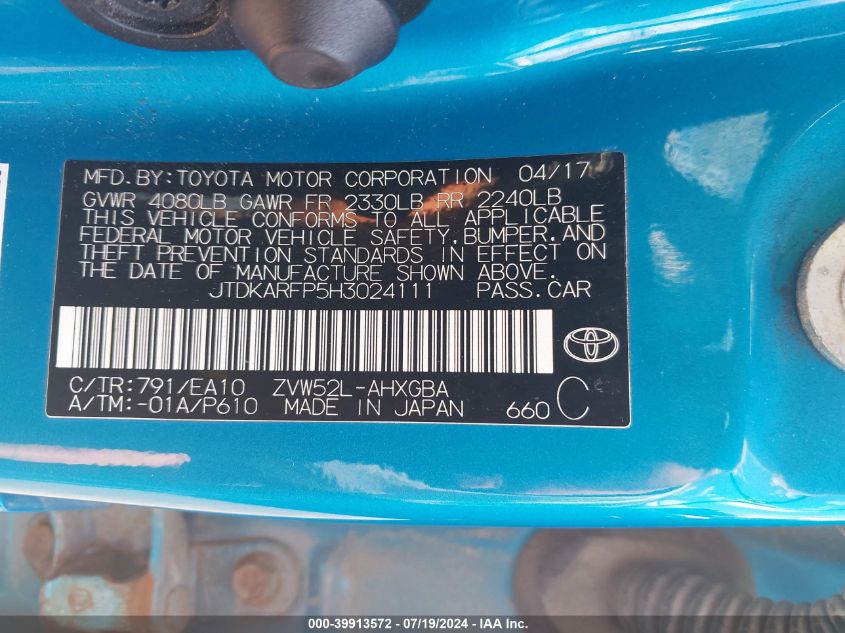 MFD.BY:TOYOTA MOTOR CORPORATION 04/17
GVWR 4080LB GAWR FR 2330LB RR 2240LB
THIS VEHICLE CONFORMS TO ALL APPLICABLE
FEDERAL MOTOR VEHICLE SAFETY, BUMPER, AND
THEFT PREVENTION STANDARDS IN EFFECT ON
THE DATE OF MANUFACTURE SHOWN ABOVE.
JTDKARFP5H3024111 PASS.CAR
C/TR:791/EA10 ZVW52L-AHXGBA
A/TM:-01A/P610 MADE IN JAPAN 660 C
000-39913572 / 07/19/2024 / © IAA, Inc.